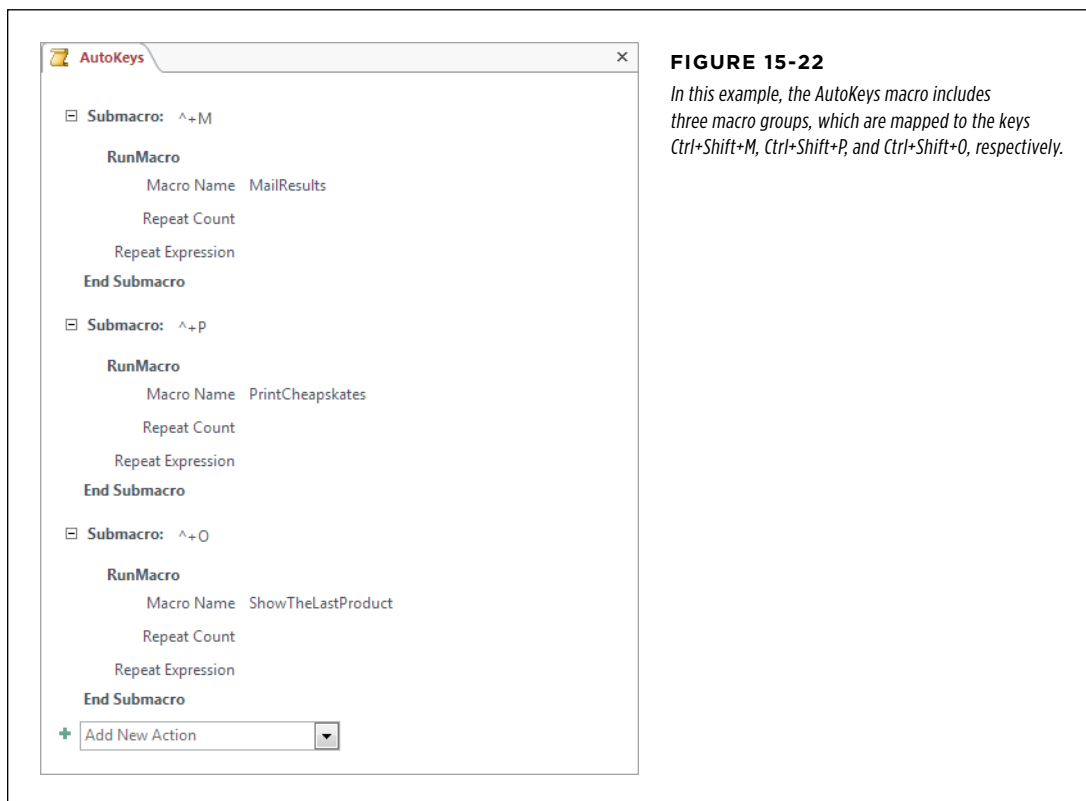 AutoKeys
Submacro: ^+M
RunMacro
Macro Name MailResults
Repeat Count
Repeat Expression
End Submacro
Submacro: ^+P
RunMacro
Macro Name PrintCheapskates
Repeat Count
Repeat Expression
End Submacro
Submacro: ^+O
RunMacro
Macro Name ShowTheLastProduct
Repeat Count
Repeat Expression
End Submacro
Add New Action
FIGURE 15-22
In this example, the AutoKeys macro includes
three macro groups, which are mapped to the keys
Ctrl+Shift+M, Ctrl+Shift+P, and Ctrl+Shift+O, respectively.